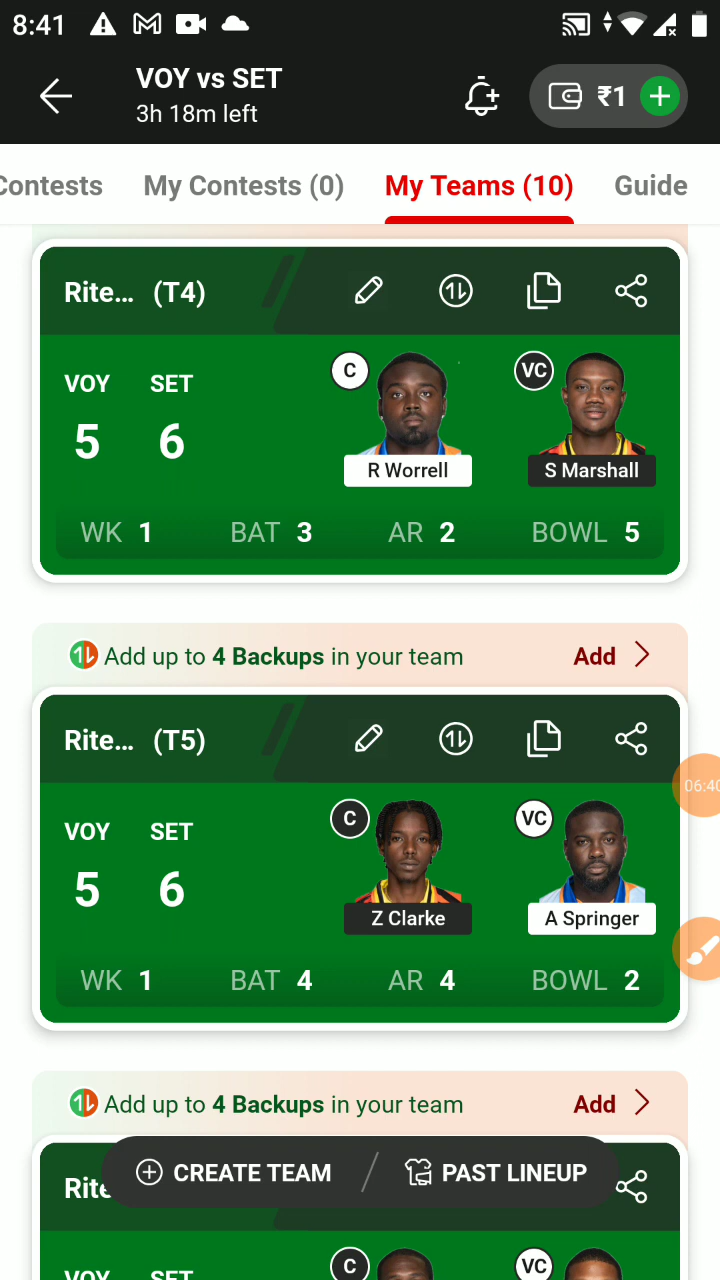 8:41
VOY vs SET
3h 18m left
₹1
Contests My Contests (0) My Teams (10) Guide
Rite... (T4)
VOY SET
5 6
C VC
R Worrell S Marshall
WK 1 BAT 3 AR 2 BOWL 5
Add up to 4 Backups in your team Add
Rite... (T5)
06:40
VOY SET
5 6
C VC
Z Clarke A Springer
WK 1 BAT 4 AR 4 BOWL 2
Add up to 4 Backups in your team Add
CREATE TEAM PAST LINEUP
Rite
VOY SET
C VC